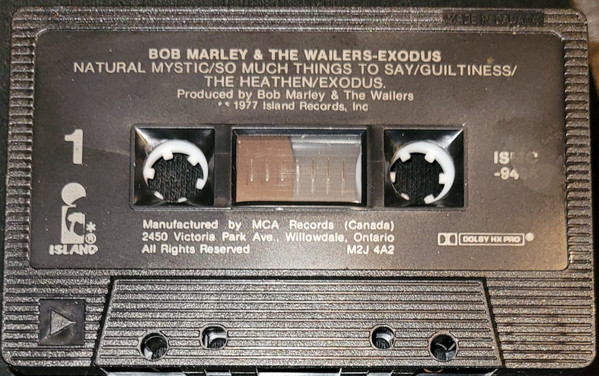 MADE IN CANADA
BOB MARLEY & THE WAILERS-EXODUS
NATURAL MYSTIC/SO MUCH THINGS TO SAY/GUILTINESS/
THE HEATHEN/EXODUS.
Produced by Bob Marley & The Wailers
1977 Island Records, Inc
1
ISLAND®
Manufactured by MCA Records (Canada)
2450 Victoria Park Ave., Willowdale, Ontario
All Rights Reserved M2J 4A2
DOLBY HX PRO®